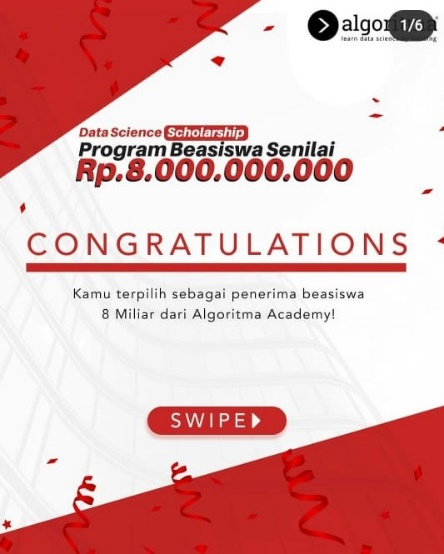 1/6
learn data science by
Data Science Scholarship
Program Beasiswa Senilai
Rp.8.000.000.000
CONGRATULATIONS
Kamu terpilih sebagai penerima beasiswa
8 Miliar dari Algoritma Academy!
SWIPE